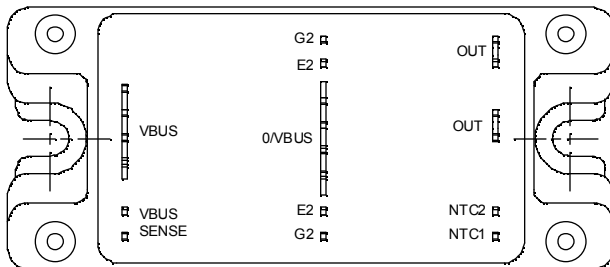 G2
OUT
E2
VBUS
0/VBUS
OUT
VBUS
SENSE
E2
G2
NTC2
NTC1